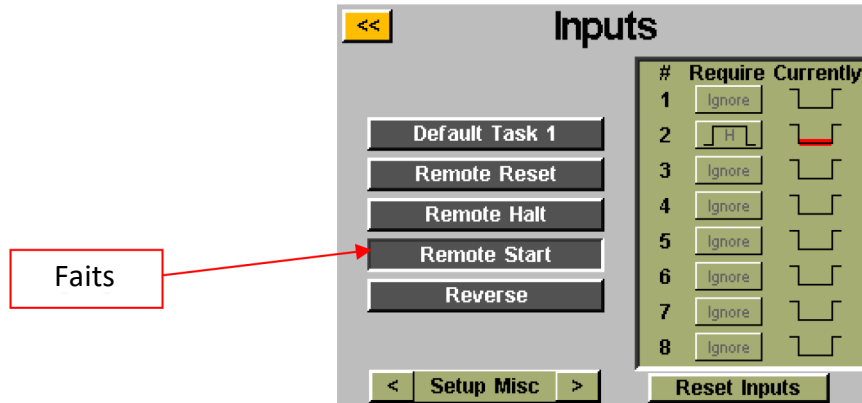 <<
Inputs
# Require Currently
1 Ignore
2 H
3 Ignore
4 Ignore
5 Ignore
6 Ignore
7 Ignore
8 Ignore
Default Task 1
Remote Reset
Remote Halt
Remote Start
Reverse
Faits
< Setup Misc >
Reset Inputs